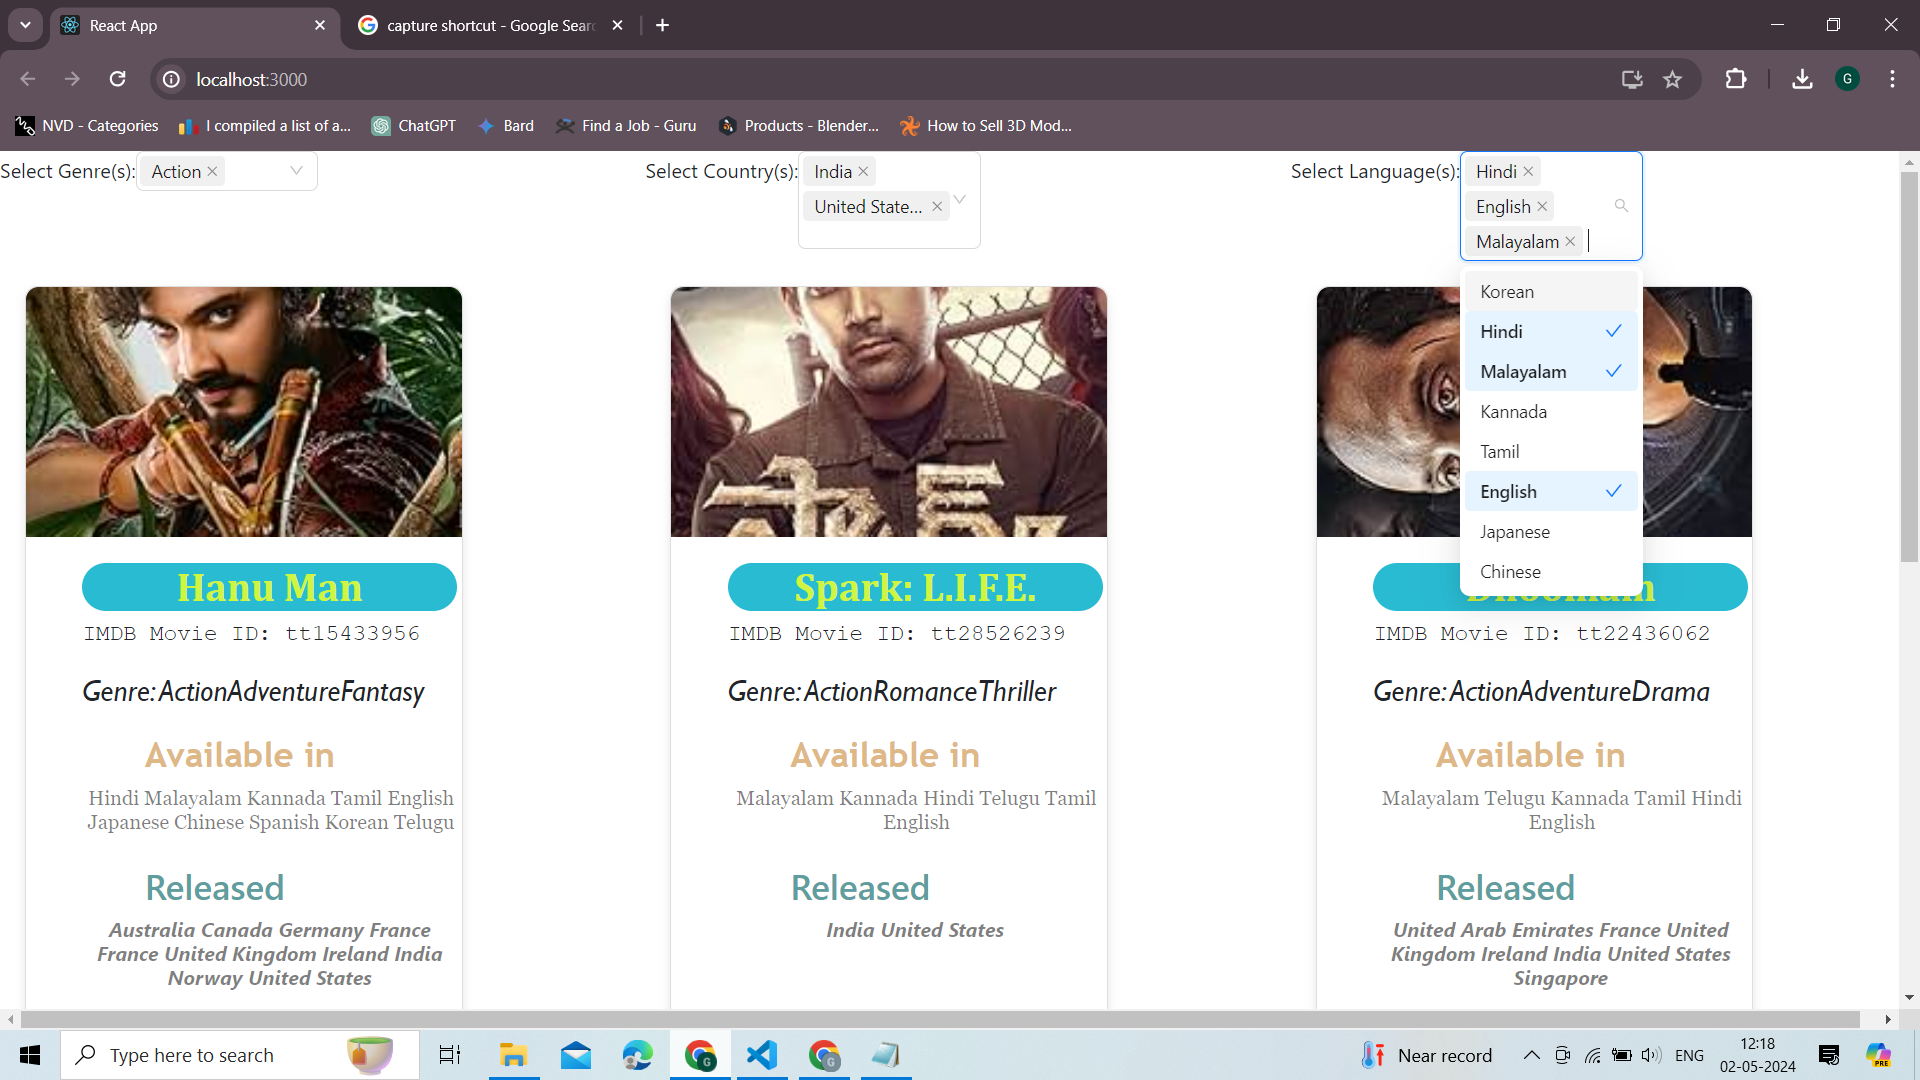 React App
capture shortcut - Google Sear
localhost:3000
NVD - Categories
I compiled a list of a...
ChatGPT
Bard
Find a Job - Guru
Products - Blender...
How to Sell 3D Mod...
G
Select Genre(s): Action
Select Country(s): India
United State...
Select Language(s): Hindi
English
Malayalam
Korean
Hindi
Malayalam
Kannada
Tamil
English
Japanese
Chinese
స్పార్క్
Hanu Man
IMDB Movie ID: tt15433956
Genre:ActionAdventureFantasy
Available in
Hindi Malayalam Kannada Tamil English
Japanese Chinese Spanish Korean Telugu
Released
Australia Canada Germany France
France United Kingdom Ireland India
Norway United States
Spark: L.I.F.E.
IMDB Movie ID: tt28526239
Genre:ActionRomanceThriller
Available in
Malayalam Kannada Hindi Telugu Tamil
English
Released
India United States
Dhoomam
IMDB Movie ID: tt22436062
Genre:ActionAdventureDrama
Available in
Malayalam Telugu Kannada Tamil Hindi
English
Released
United Arab Emirates France United
Kingdom Ireland India United States
Singapore
Type here to search
Near record
ENG
12:18
02-05-2024
PRE